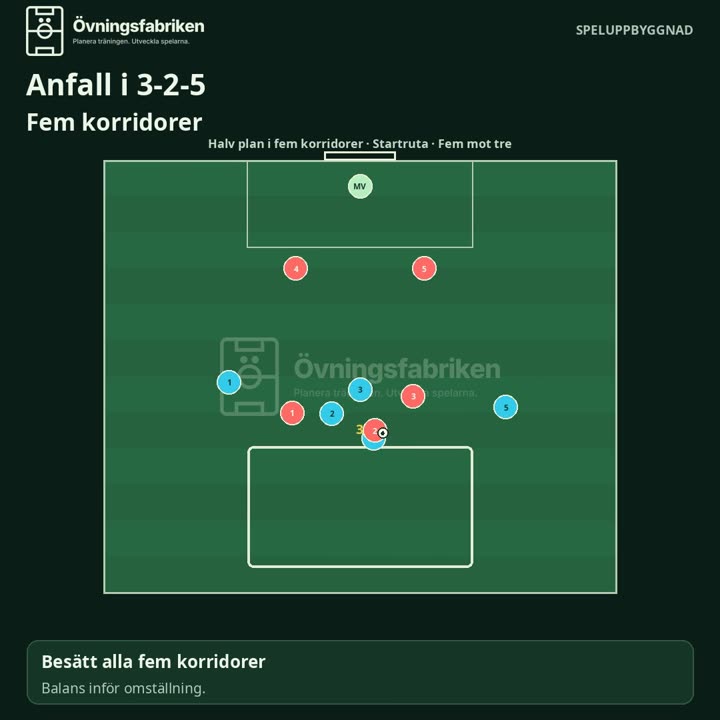 Övningsfabriken
Planera träningen. Utveckla spelarna.
SPELUPPBYGGNAD
Anfall i 3-2-5
Fem korridorer
Halv plan i fem korridorer · Startruta · Fem mot tre
MV
4
5
Övningsfabriken
1
3
3
5
1
2
3
2
Besätt alla fem korridorer
Balans inför omställning.